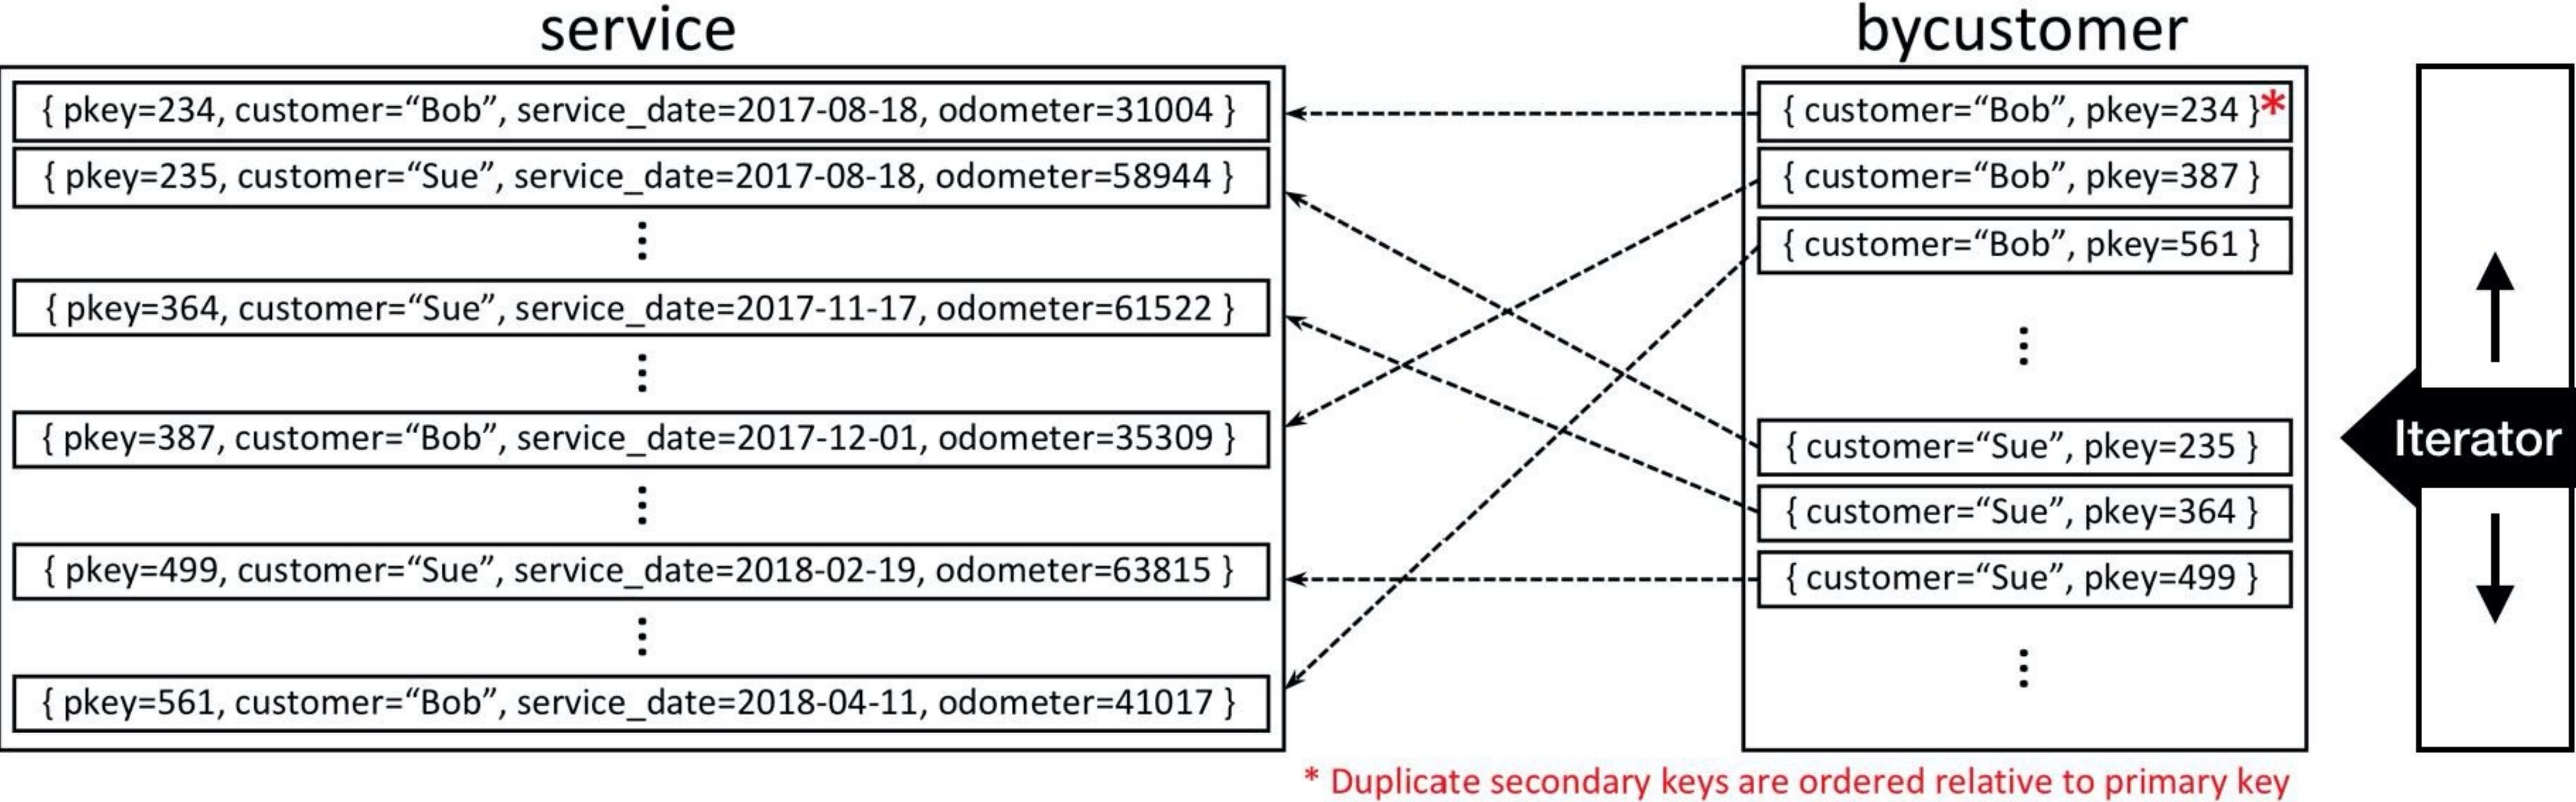 service
{ pkey=234, customer=“Bob”, service_date=2017-08-18, odometer=31004 }
{ pkey=235, customer=“Sue”, service_date=2017-08-18, odometer=58944 }
{ pkey=364, customer=“Sue”, service_date=2017-11-17, odometer=61522 }
{ pkey=387, customer=“Bob”, service_date=2017-12-01, odometer=35309 }
{ pkey=499, customer=“Sue”, service_date=2018-02-19, odometer=63815 }
{ pkey=561, customer=“Bob”, service_date=2018-04-11, odometer=41017 }
bycustomer
{ customer=“Bob”, pkey=234 }*
{ customer=“Bob”, pkey=387 }
{ customer=“Bob”, pkey=561 }
{ customer=“Sue”, pkey=235 }
{ customer=“Sue”, pkey=364 }
{ customer=“Sue”, pkey=499 }
Iterator
* Duplicate secondary keys are ordered relative to primary key